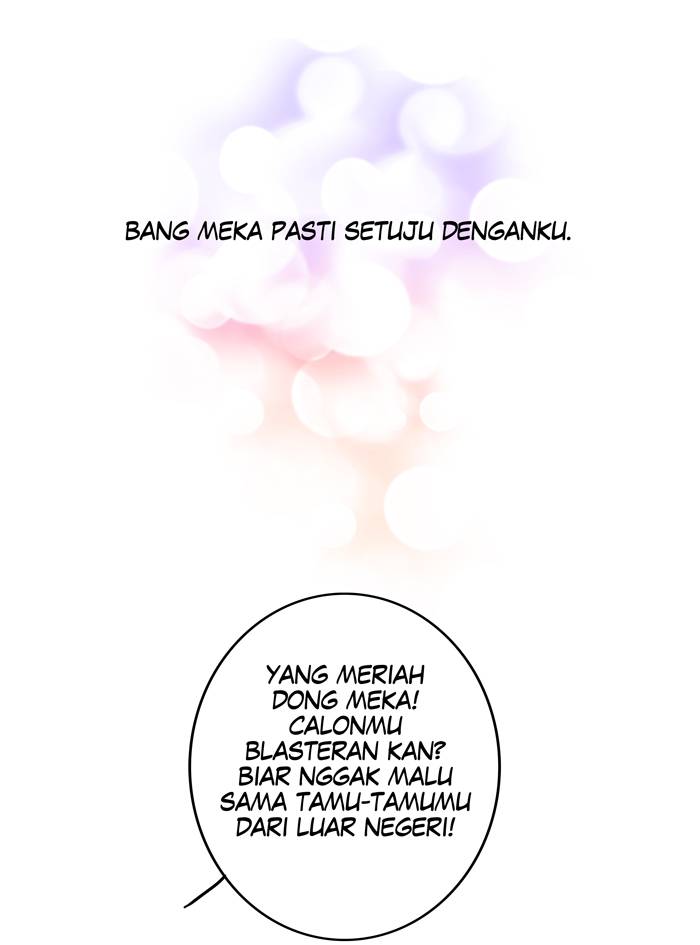 BANG MEKA PASTI SETUJU DENGANKU.
YANG MERIAH
DONG MEKA!
CALONMU
BLASTERAN KAN?
BIAR NGGAK MALU
SAMA TAMU-TAMUMU
DARI LUAR NEGERI!